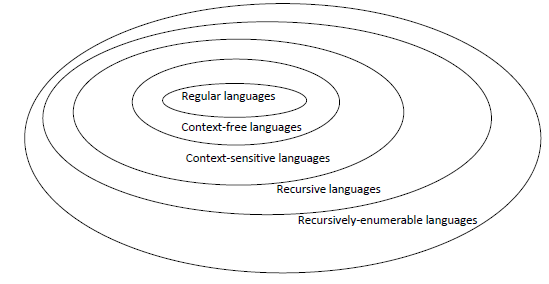 Regular languages
Context-free languages
Context-sensitive languages
Recursive languages
Recursively-enumerable languages